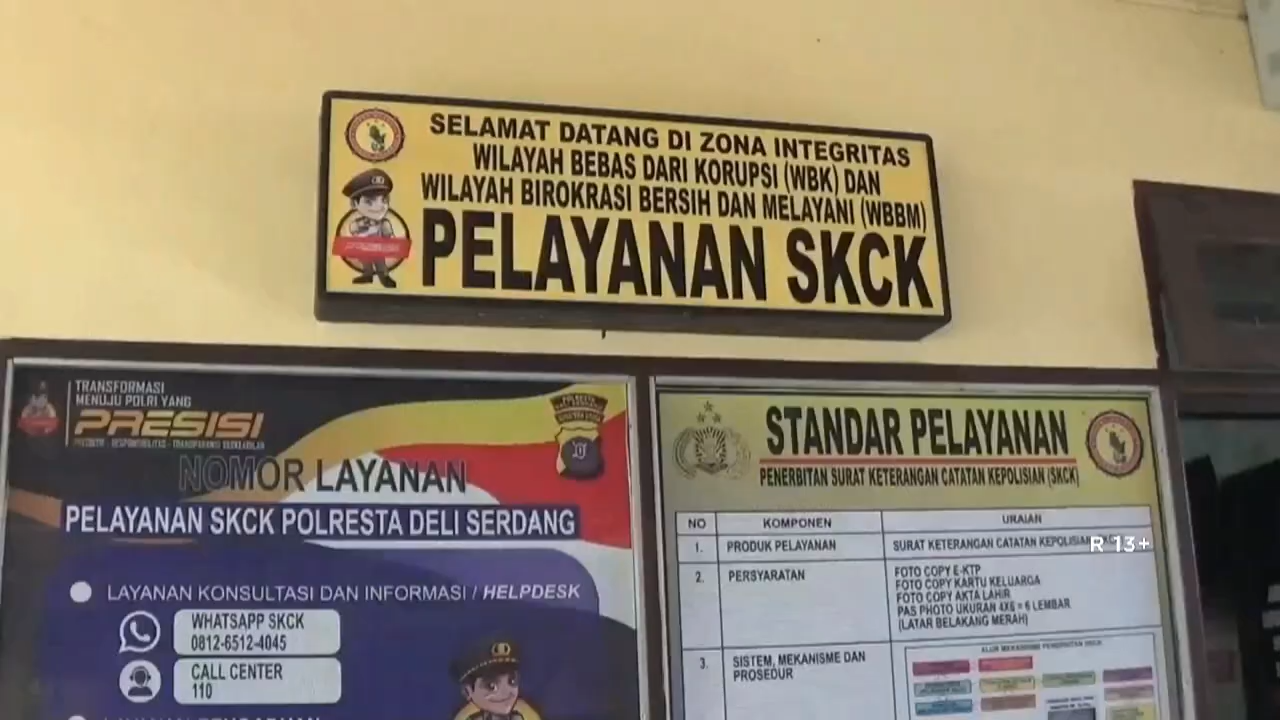 SELAMAT DATANG DI ZONA INTEGRITAS
WILAYAH BEBAS DARI KORUPSI (WBK) DAN
WILAYAH BIROKRASI BERSIH DAN MELAYANI (WBBM)
PELAYANAN SKCK
TRANSFORMASI
MENUJU POLRI YANG
PRESISI
NOMOR LAYANAN
PELAYANAN SKCK POLRESTA DELI SERDANG
LAYANAN KONSULTASI DAN INFORMASI / HELPDESK
WHATSAPP SKCK
0812-6512-4045
CALL CENTER
110
STANDAR PELAYANAN
PENERBITAN SURAT KETERANGAN CATATAN KEPOLISIAN (SKCK)
NO KOMPONEN URAIAN
1. PRODUK PELAYANAN SURAT KETERANGAN CATATAN KEPOLISIAN
R 13+
2. PERSYARATAN FOTO COPY E-KTP
FOTO COPY KARTU KELUARGA
FOTO COPY AKTA LAHIR
PAS PHOTO UKURAN 4X6 = 6 LEMBAR
(LATAR BELAKANG MERAH)
3. SISTEM, MEKANISME DAN
PROSEDUR